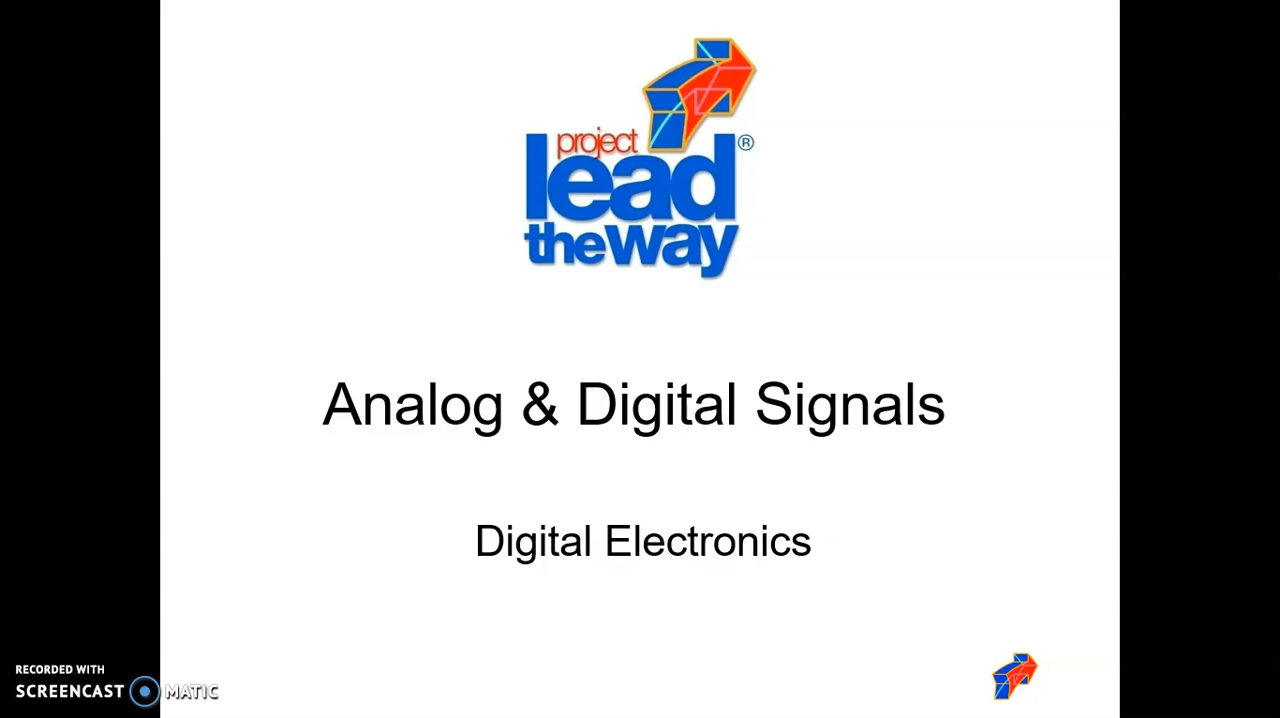 project
lead ®
the way
Analog & Digital Signals
Digital Electronics
RECORDED WITH
SCREENCAST MATIC